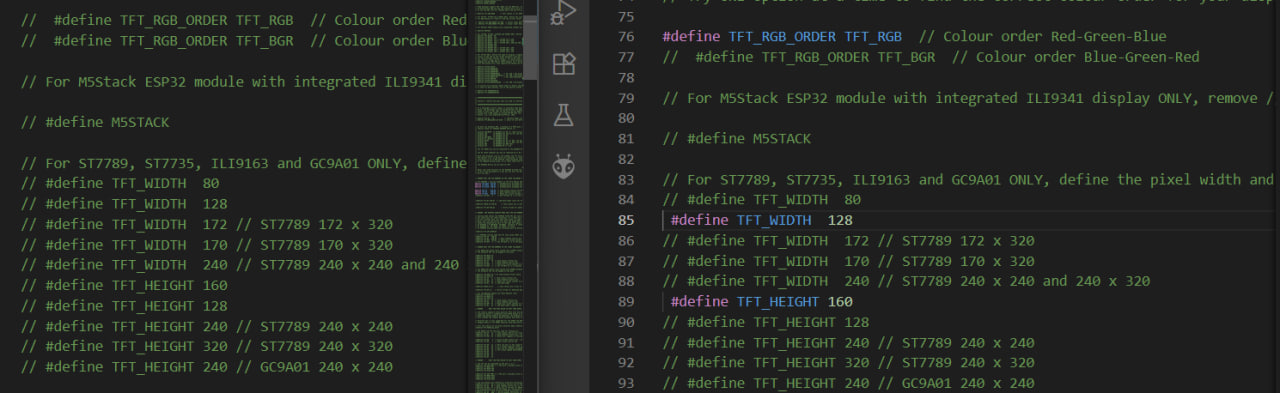 //  #define TFT_RGB_ORDER TFT_RGB  // Colour order Red
//  #define TFT_RGB_ORDER TFT_BGR  // Colour order Blu
// For M5Stack ESP32 module with integrated ILI9341 di
// #define M5STACK
// For ST7789, ST7735, ILI9163 and GC9A01 ONLY, define
// #define TFT_WIDTH  80
// #define TFT_WIDTH  128
// #define TFT_WIDTH  172 // ST7789 172 x 320
// #define TFT_WIDTH  170 // ST7789 170 x 320
// #define TFT_WIDTH  240 // ST7789 240 x 240 and 240
// #define TFT_HEIGHT 160
// #define TFT_HEIGHT 128
// #define TFT_HEIGHT 240 // ST7789 240 x 240
// #define TFT_HEIGHT 320 // ST7789 240 x 320
// #define TFT_HEIGHT 240 // GC9A01 240 x 240
75
76 #define TFT_RGB_ORDER TFT_RGB  // Colour order Red-Green-Blue
77 //  #define TFT_RGB_ORDER TFT_BGR  // Colour order Blue-Green-Red
78
79 // For M5Stack ESP32 module with integrated ILI9341 display ONLY, remove /
80
81 // #define M5STACK
82
83 // For ST7789, ST7735, ILI9163 and GC9A01 ONLY, define the pixel width and
84 // #define TFT_WIDTH  80
85  #define TFT_WIDTH  128
86 // #define TFT_WIDTH  172 // ST7789 172 x 320
87 // #define TFT_WIDTH  170 // ST7789 170 x 320
88 // #define TFT_WIDTH  240 // ST7789 240 x 240 and 240 x 320
89  #define TFT_HEIGHT 160
90 // #define TFT_HEIGHT 128
91 // #define TFT_HEIGHT 240 // ST7789 240 x 240
92 // #define TFT_HEIGHT 320 // ST7789 240 x 320
93 // #define TFT_HEIGHT 240 // GC9A01 240 x 240